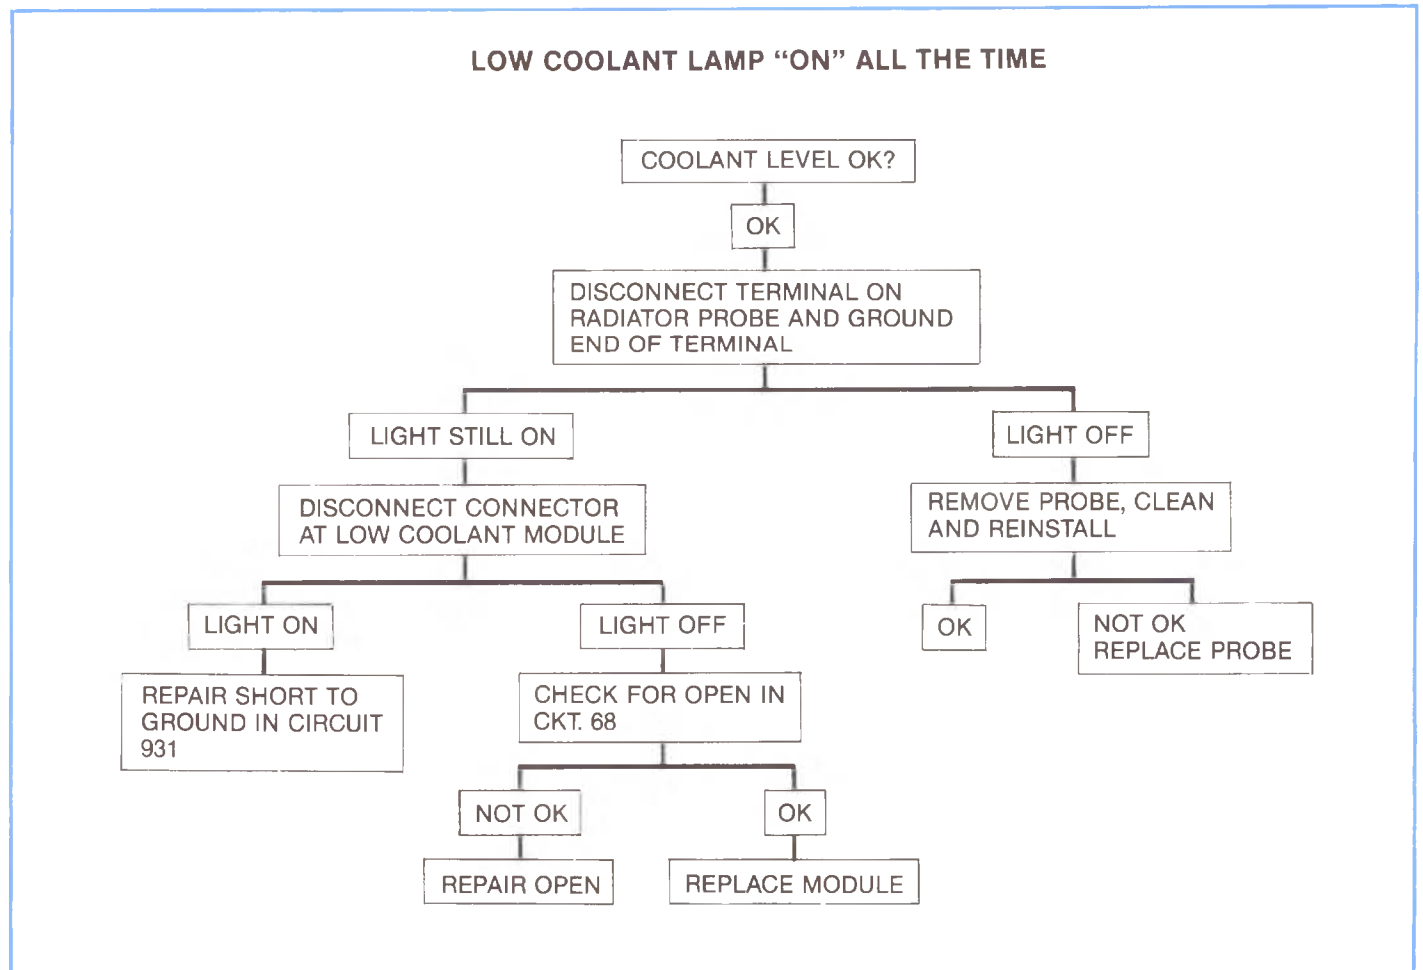 LOW COOLANT LAMP “ON” ALL THE TIME
COOLANT LEVEL OK?
OK
DISCONNECT TERMINAL ON
RADIATOR PROBE AND GROUND
END OF TERMINAL
LIGHT STILL ON
LIGHT OFF
DISCONNECT CONNECTOR
AT LOW COOLANT MODULE
REMOVE PROBE, CLEAN
AND REINSTALL
LIGHT ON
LIGHT OFF
OK
NOT OK
REPLACE PROBE
REPAIR SHORT TO
GROUND IN CIRCUIT
931
CHECK FOR OPEN IN
CKT. 68
NOT OK
OK
REPAIR OPEN
REPLACE MODULE